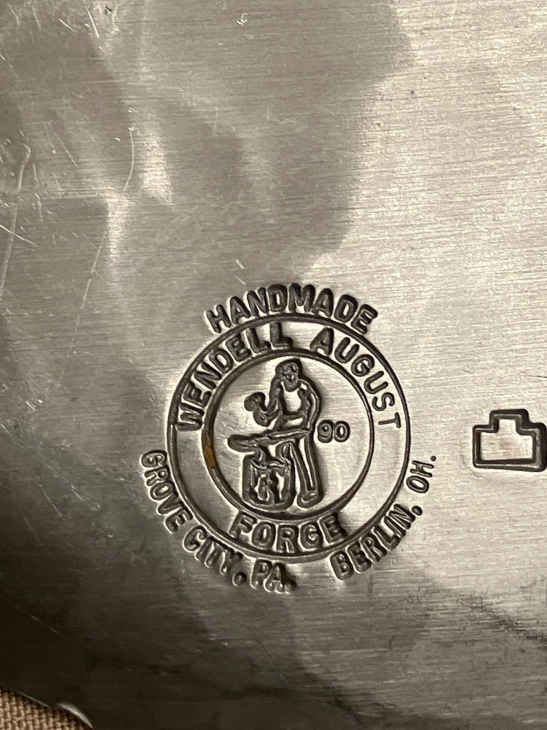 HANDMADE
WENDELL AUGUST
90
FORGE
GROVE CITY, PA.
BERLIN, OH.